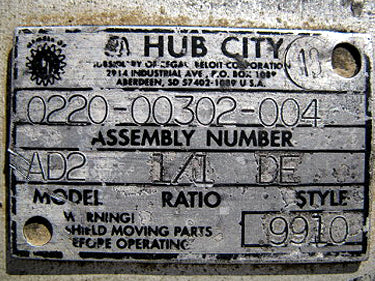 HUB CITY
SUBSIDIARY OF REGAL-BELOIT CORPORATION
2914 INDUSTRIAL AVE., P.O. BOX 1089
ABERDEEN, SD 57402-1089 U.S.A.
0220-00302-004
ASSEMBLY NUMBER
AD2 1/1 DE
MODEL RATIO STYLE
WARNING!
SHIELD MOVING PARTS
BEFORE OPERATING
9910